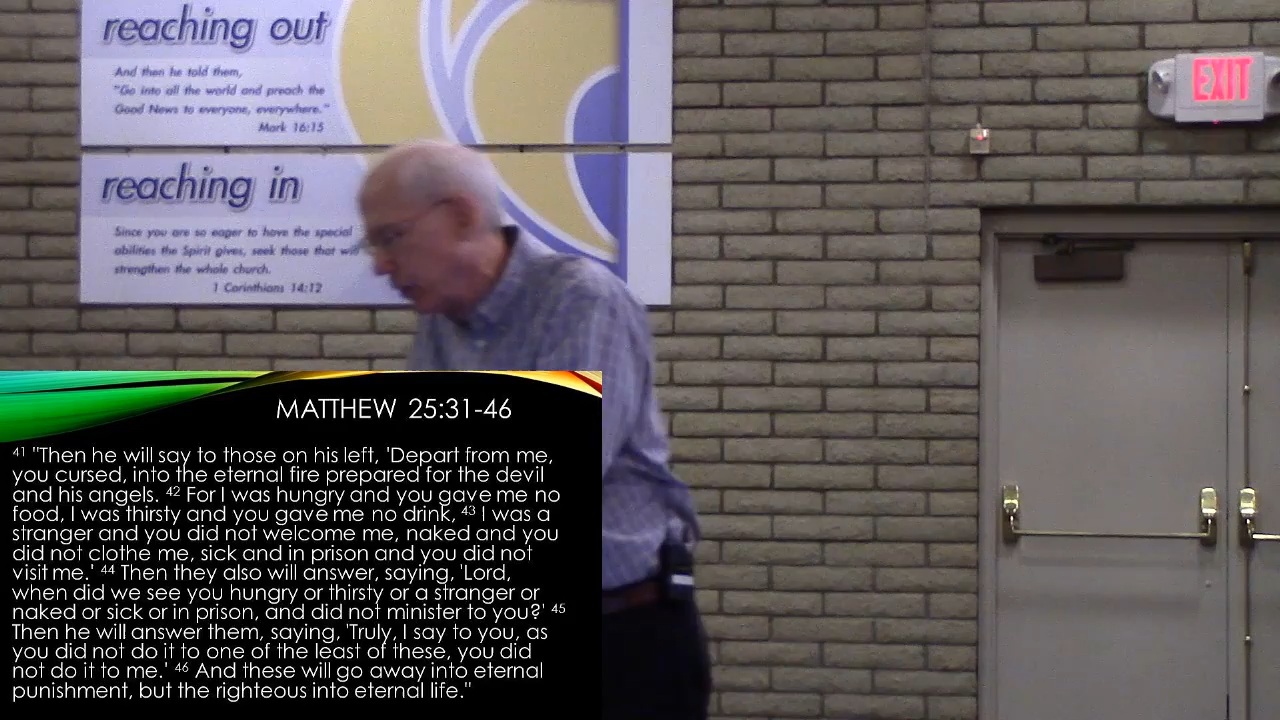 reaching out
And then he told them,
"Go into all the world and preach the
Good News to everyone, everywhere."
Mark 16:15
reaching in
Since you are so eager to have the special
abilities the Spirit gives, seek those that will
strengthen the whole church.
1 Corinthians 14:12
EXIT
MATTHEW 25:31-46
41 "Then he will say to those on his left, 'Depart from me,
you cursed, into the eternal fire prepared for the devil
and his angels. 42 For I was hungry and you gave me no
food, I was thirsty and you gave me no drink, 43 I was a
stranger and you did not welcome me, naked and you
did not clothe me, sick and in prison and you did not
visit me.' 44 Then they also will answer, saying, 'Lord,
when did we see you hungry or thirsty or a stranger or
naked or sick or in prison, and did not minister to you?' 45
Then he will answer them, saying, 'Truly, I say to you, as
you did not do it to one of the least of these, you did
not do it to me.' 46 And these will go away into eternal
punishment, but the righteous into eternal life."